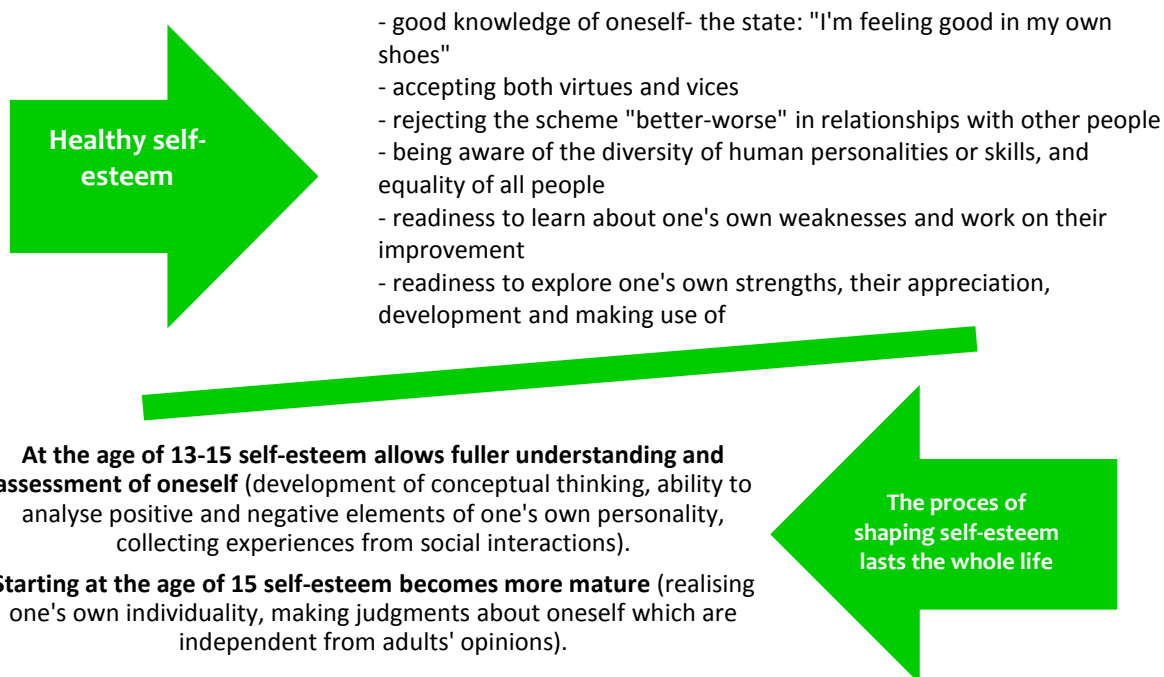 - good knowledge of oneself- the state: "I'm feeling good in my own
shoes"
- accepting both virtues and vices
- rejecting the scheme "better-worse" in relationships with other people
- being aware of the diversity of human personalities or skills, and
equality of all people
- readiness to learn about one's own weaknesses and work on their
improvement
- readiness to explore one's own strengths, their appreciation,
development and making use of
Healthy self-
esteem
At the age of 13-15 self-esteem allows fuller understanding and
assessment of oneself (development of conceptual thinking, ability to
analyse positive and negative elements of one's own personality,
collecting experiences from social interactions).
Starting at the age of 15 self-esteem becomes more mature (realising
one's own individuality, making judgments about oneself which are
independent from adults' opinions).
The proces of
shaping self-esteem
lasts the whole life